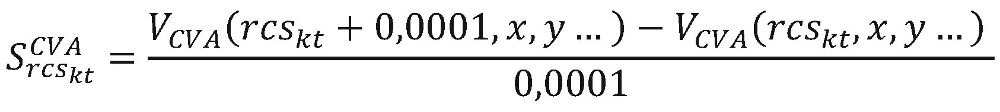 S^{CVA}_{rcs_{kt}} = \frac{V_{CVA}(rcs_{kt} + 0,0001, x, y ...) − V_{CVA}(rcs_{kt}, x, y ...)}{0,0001}